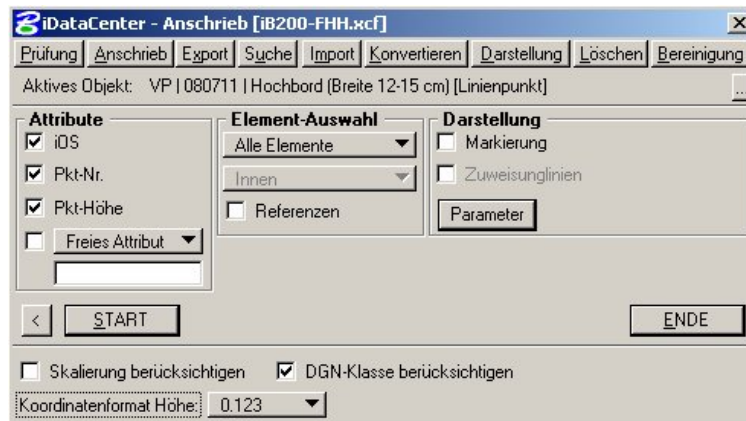 iDataCenter - Anschrieb [iB200-FHH.xcf]
Prüfung Anschrieb Export Suche Import Konvertieren Darstellung Löschen Bereinigung
Aktives Objekt: VP | 080711 | Hochbord (Breite 12-15 cm) [Linienpunkt] ...
Attribute Element-Auswahl Darstellung
iOS Alle Elemente Markierung
Pkt-Nr. Innen Zuweisunglinien
Pkt-Höhe Referenzen Parameter
Freies Attribut
< START ENDE
Skalierung berücksichtigen DGN-Klasse berücksichtigen
Koordinatenformat Höhe: 0.123